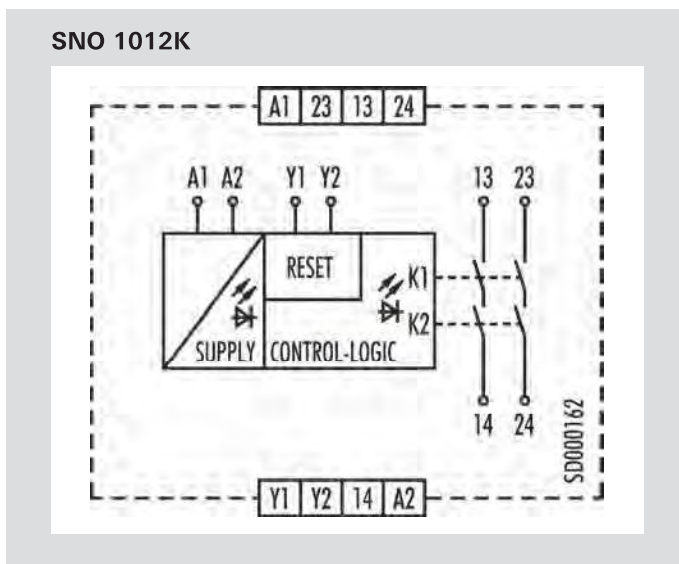 SNO 1012K
A1 23 13 24
A1 A2 Y1 Y2 13 23
RESET
K1
K2
SUPPLY CONTROL-LOGIC
14 24
SD000162
Y1 Y2 14 A2